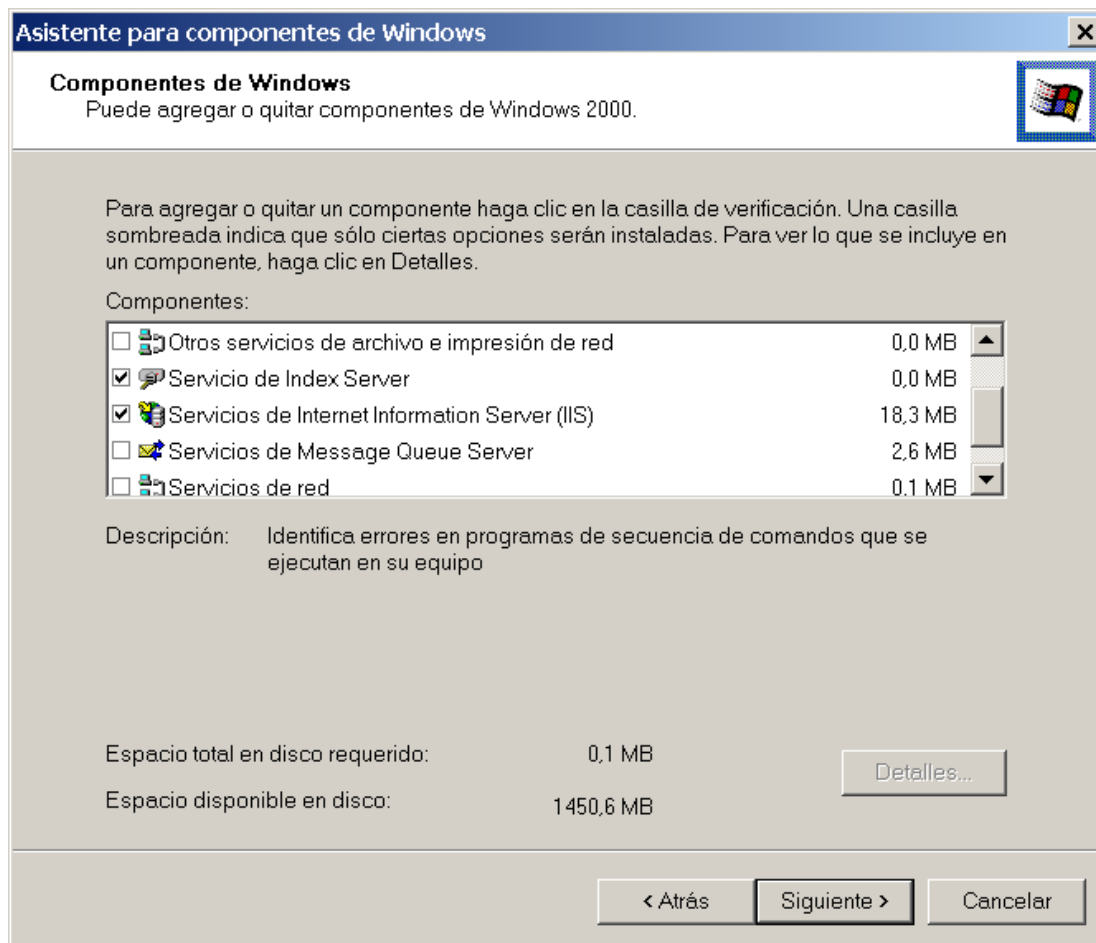 Asistente para componentes de Windows
Componentes de Windows
Puede agregar o quitar componentes de Windows 2000.
Para agregar o quitar un componente haga clic en la casilla de verificación. Una casilla
sombreada indica que sólo ciertas opciones serán instaladas. Para ver lo que se incluye en
un componente, haga clic en Detalles.
Componentes:
Otros servicios de archivo e impresión de red 0,0 MB
Servicio de Index Server 0,0 MB
Servicios de Internet Information Server (IIS) 18,3 MB
Servicios de Message Queue Server 2,6 MB
Servicios de red 0.1 MB
Descripción: Identifica errores en programas de secuencia de comandos que se
ejecutan en su equipo
Espacio total en disco requerido: 0,1 MB
Detalles...
Espacio disponible en disco: 1450,6 MB
< Atrás Siguiente > Cancelar